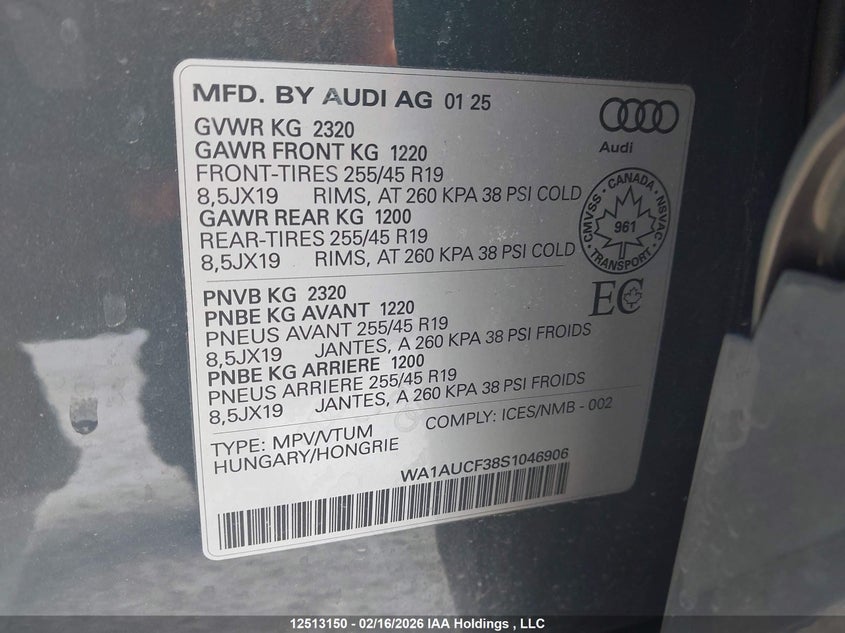 MFD. BY AUDI AG 01 25
Audi
GVWR KG 2320
GAWR FRONT KG 1220
FRONT-TIRES 255/45 R19
8,5JX19 RIMS, AT 260 KPA 38 PSI COLD
GAWR REAR KG 1200
REAR-TIRES 255/45 R19
8,5JX19 RIMS, AT 260 KPA 38 PSI COLD
CMVSS · CANADA · NSVAC
961
TRANSPORT
PNVB KG 2320
PNBE KG AVANT 1220
PNEUS AVANT 255/45 R19
8,5JX19 JANTES, A 260 KPA 38 PSI FROIDS
PNBE KG ARRIERE 1200
PNEUS ARRIERE 255/45 R19
8,5JX19 JANTES, A 260 KPA 38 PSI FROIDS
EC
TYPE: MPV/VTUM COMPLY: ICES/NMB - 002
HUNGARY/HONGRIE
WA1AUCF38S1046906
12513150 - 02/16/2026 IAA Holdings , LLC